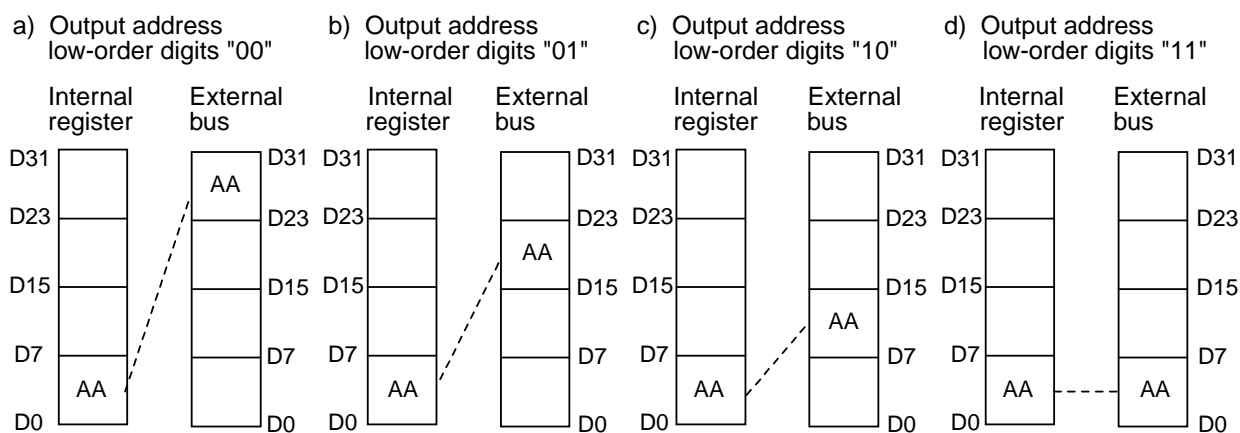 a) Output address
low-order digits "00"
Internal register
External bus
D31
D23
D15
D7
D0
AA
AA
D31
D23
D15
D7
D0
b) Output address
low-order digits "01"
Internal register
External bus
D31
D23
D15
D7
D0
AA
AA
D31
D23
D15
D7
D0
c) Output address
low-order digits "10"
Internal register
External bus
D31
D23
D15
D7
D0
AA
AA
D31
D23
D15
D7
D0
d) Output address
low-order digits "11"
Internal register
External bus
D31
D23
D15
D7
D0
AA
AA
D31
D23
D15
D7
D0